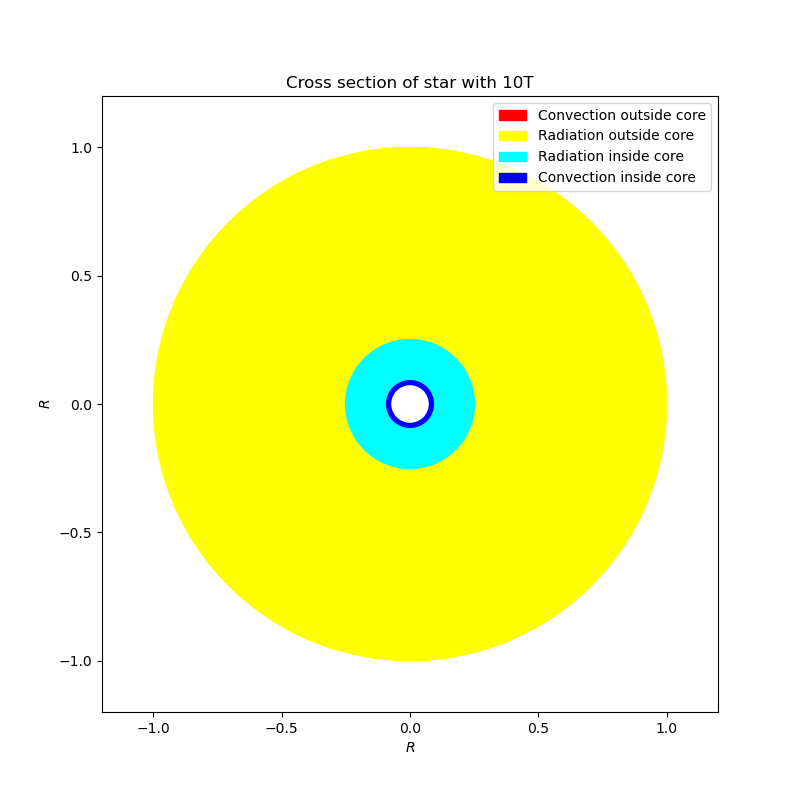 Cross section of star with 10T
Convection outside core
Radiation outside core
Radiation inside core
Convection inside core
1.0
0.5
0.0
−0.5
−1.0
R
−1.0 −0.5 0.0 0.5 1.0
R